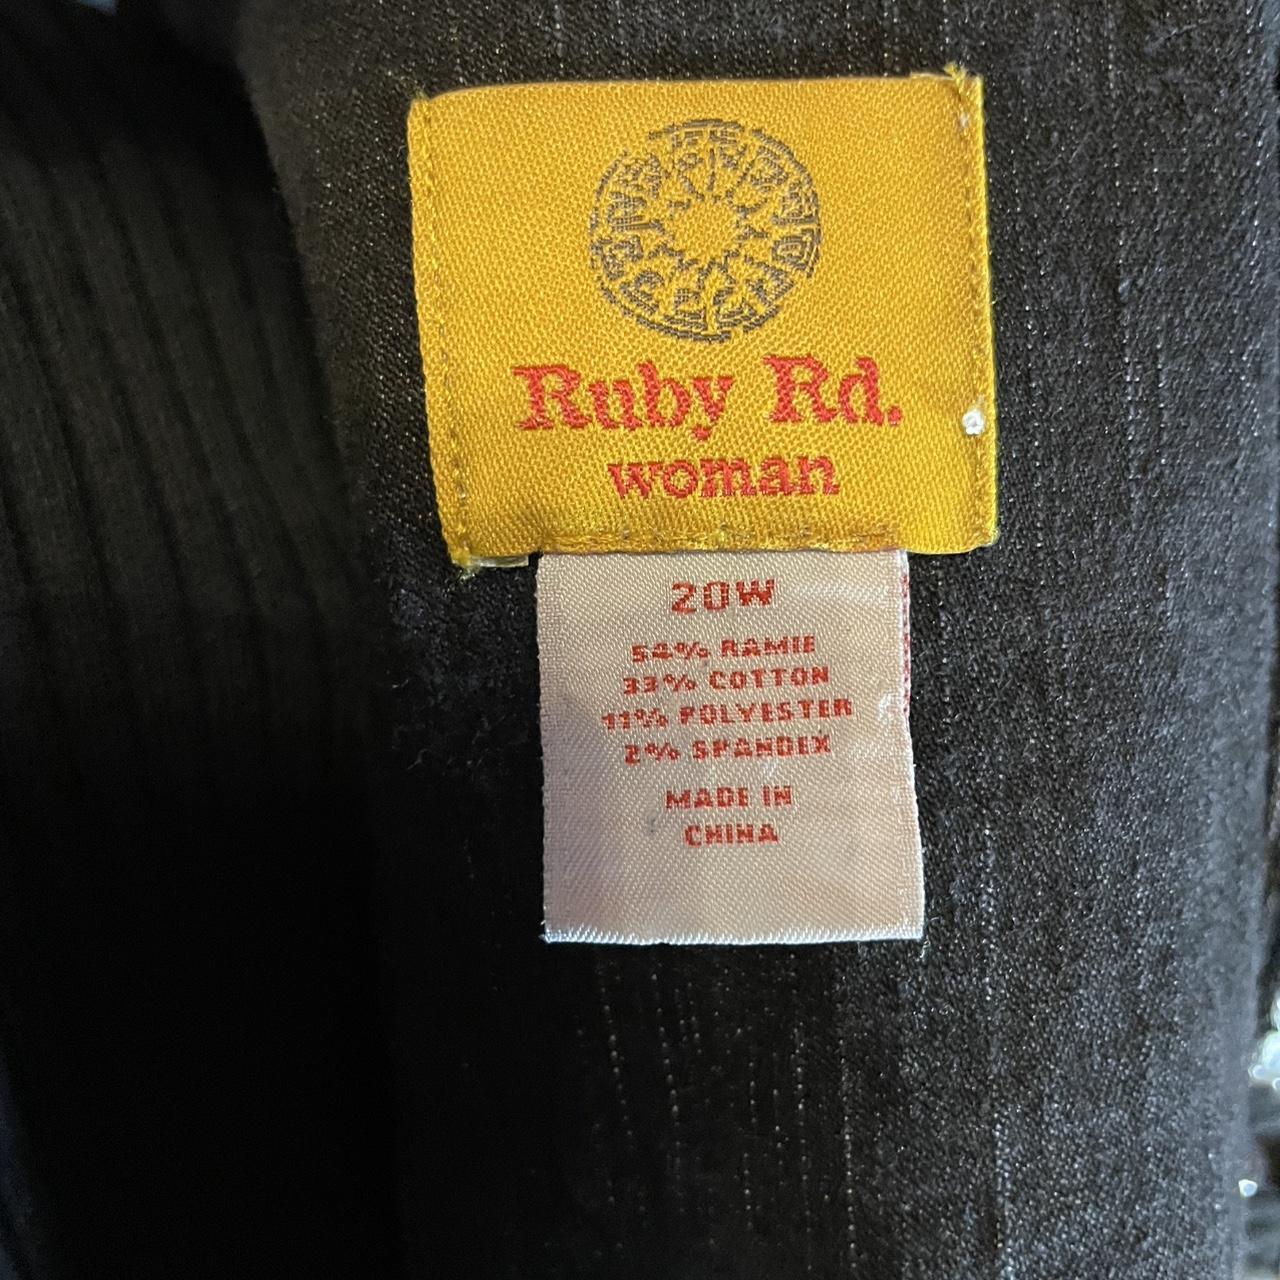 Ruby Rd.
woman
20W
54% RAMIE
33% COTTON
11% POLYESTER
2% SPANDEX
MADE IN
CHINA